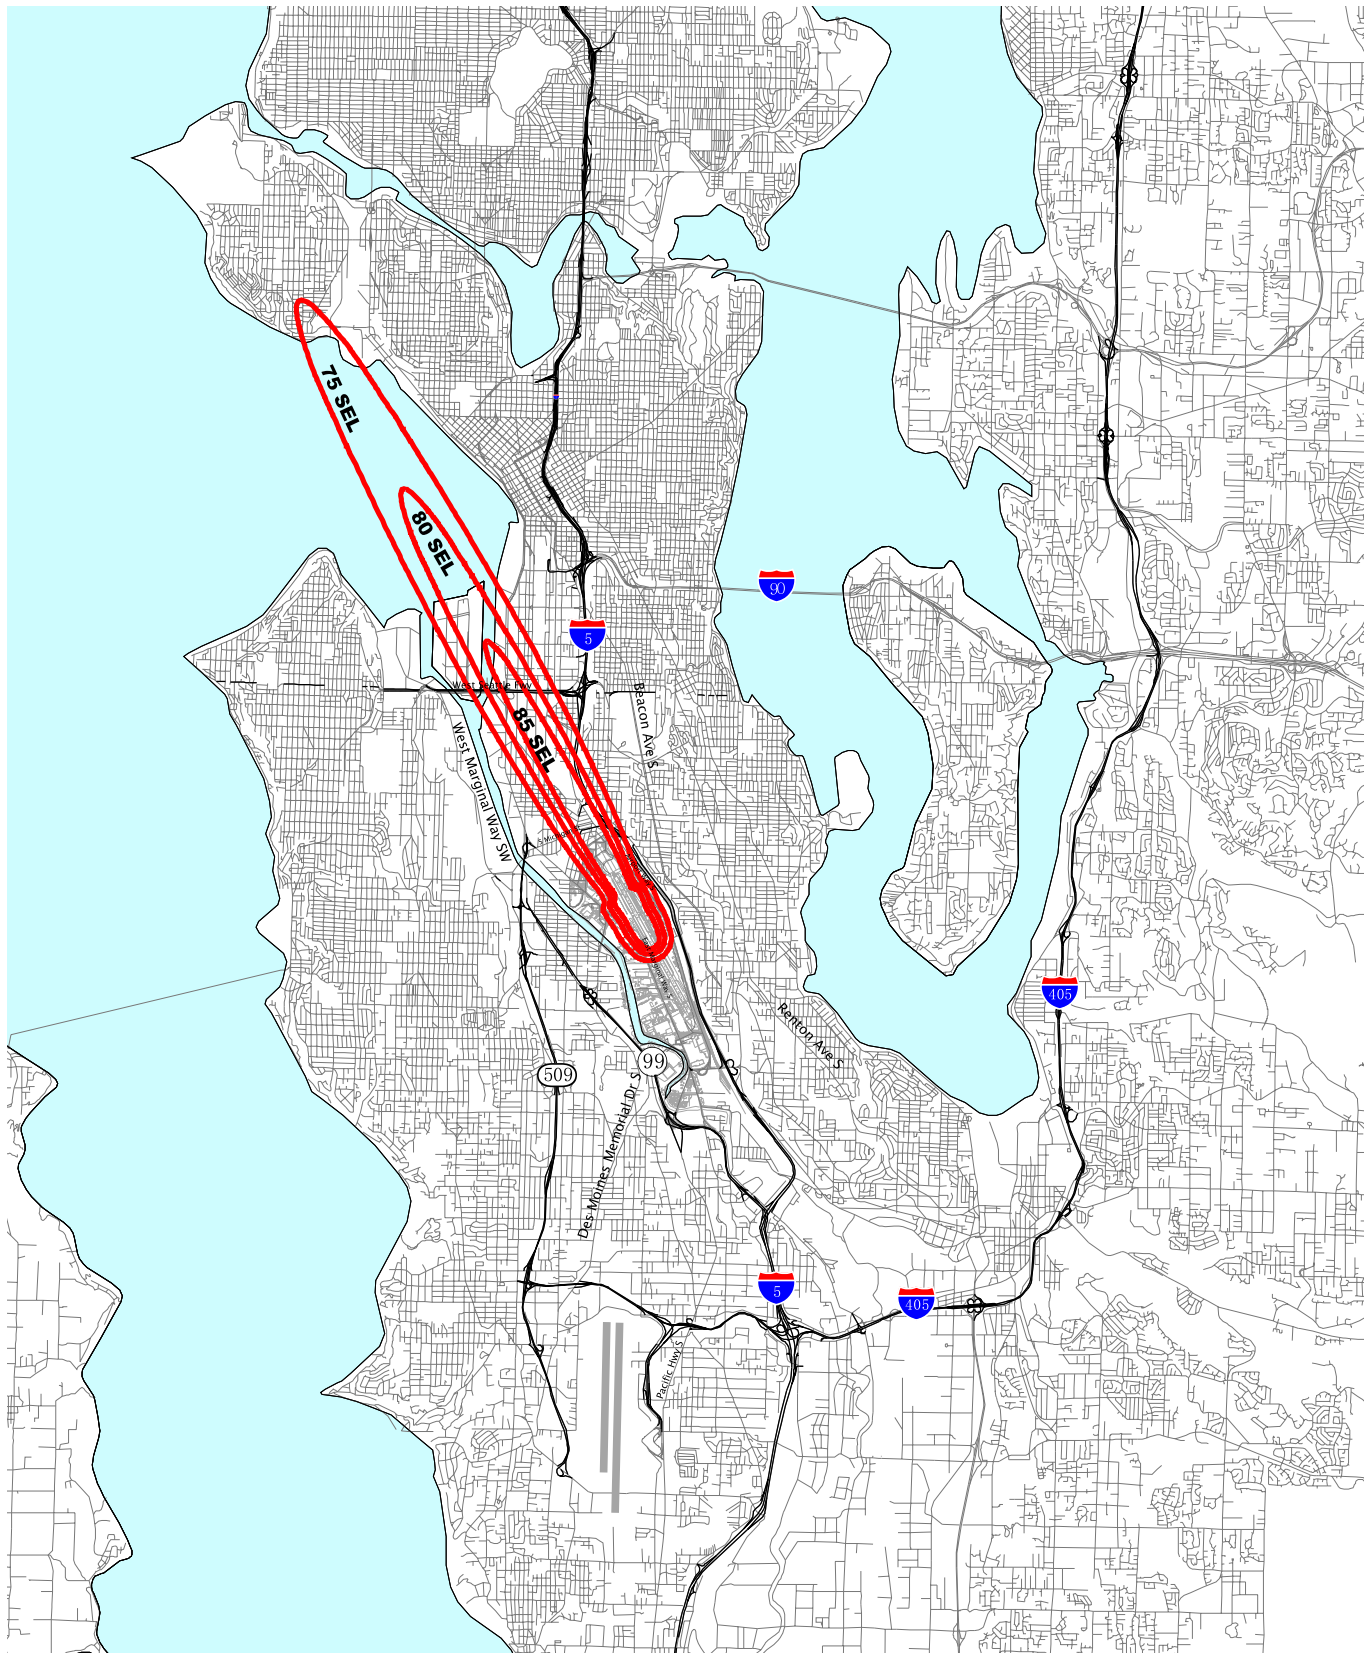 75 SEL
80 SEL
90
5
West Seattle Hwy
Beacon Ave S
85 SEL
West Marginal Way SW
405
Renton Ave S
99
509
Des Moines Memorial Dr S
5
405
Pacific Hwy S